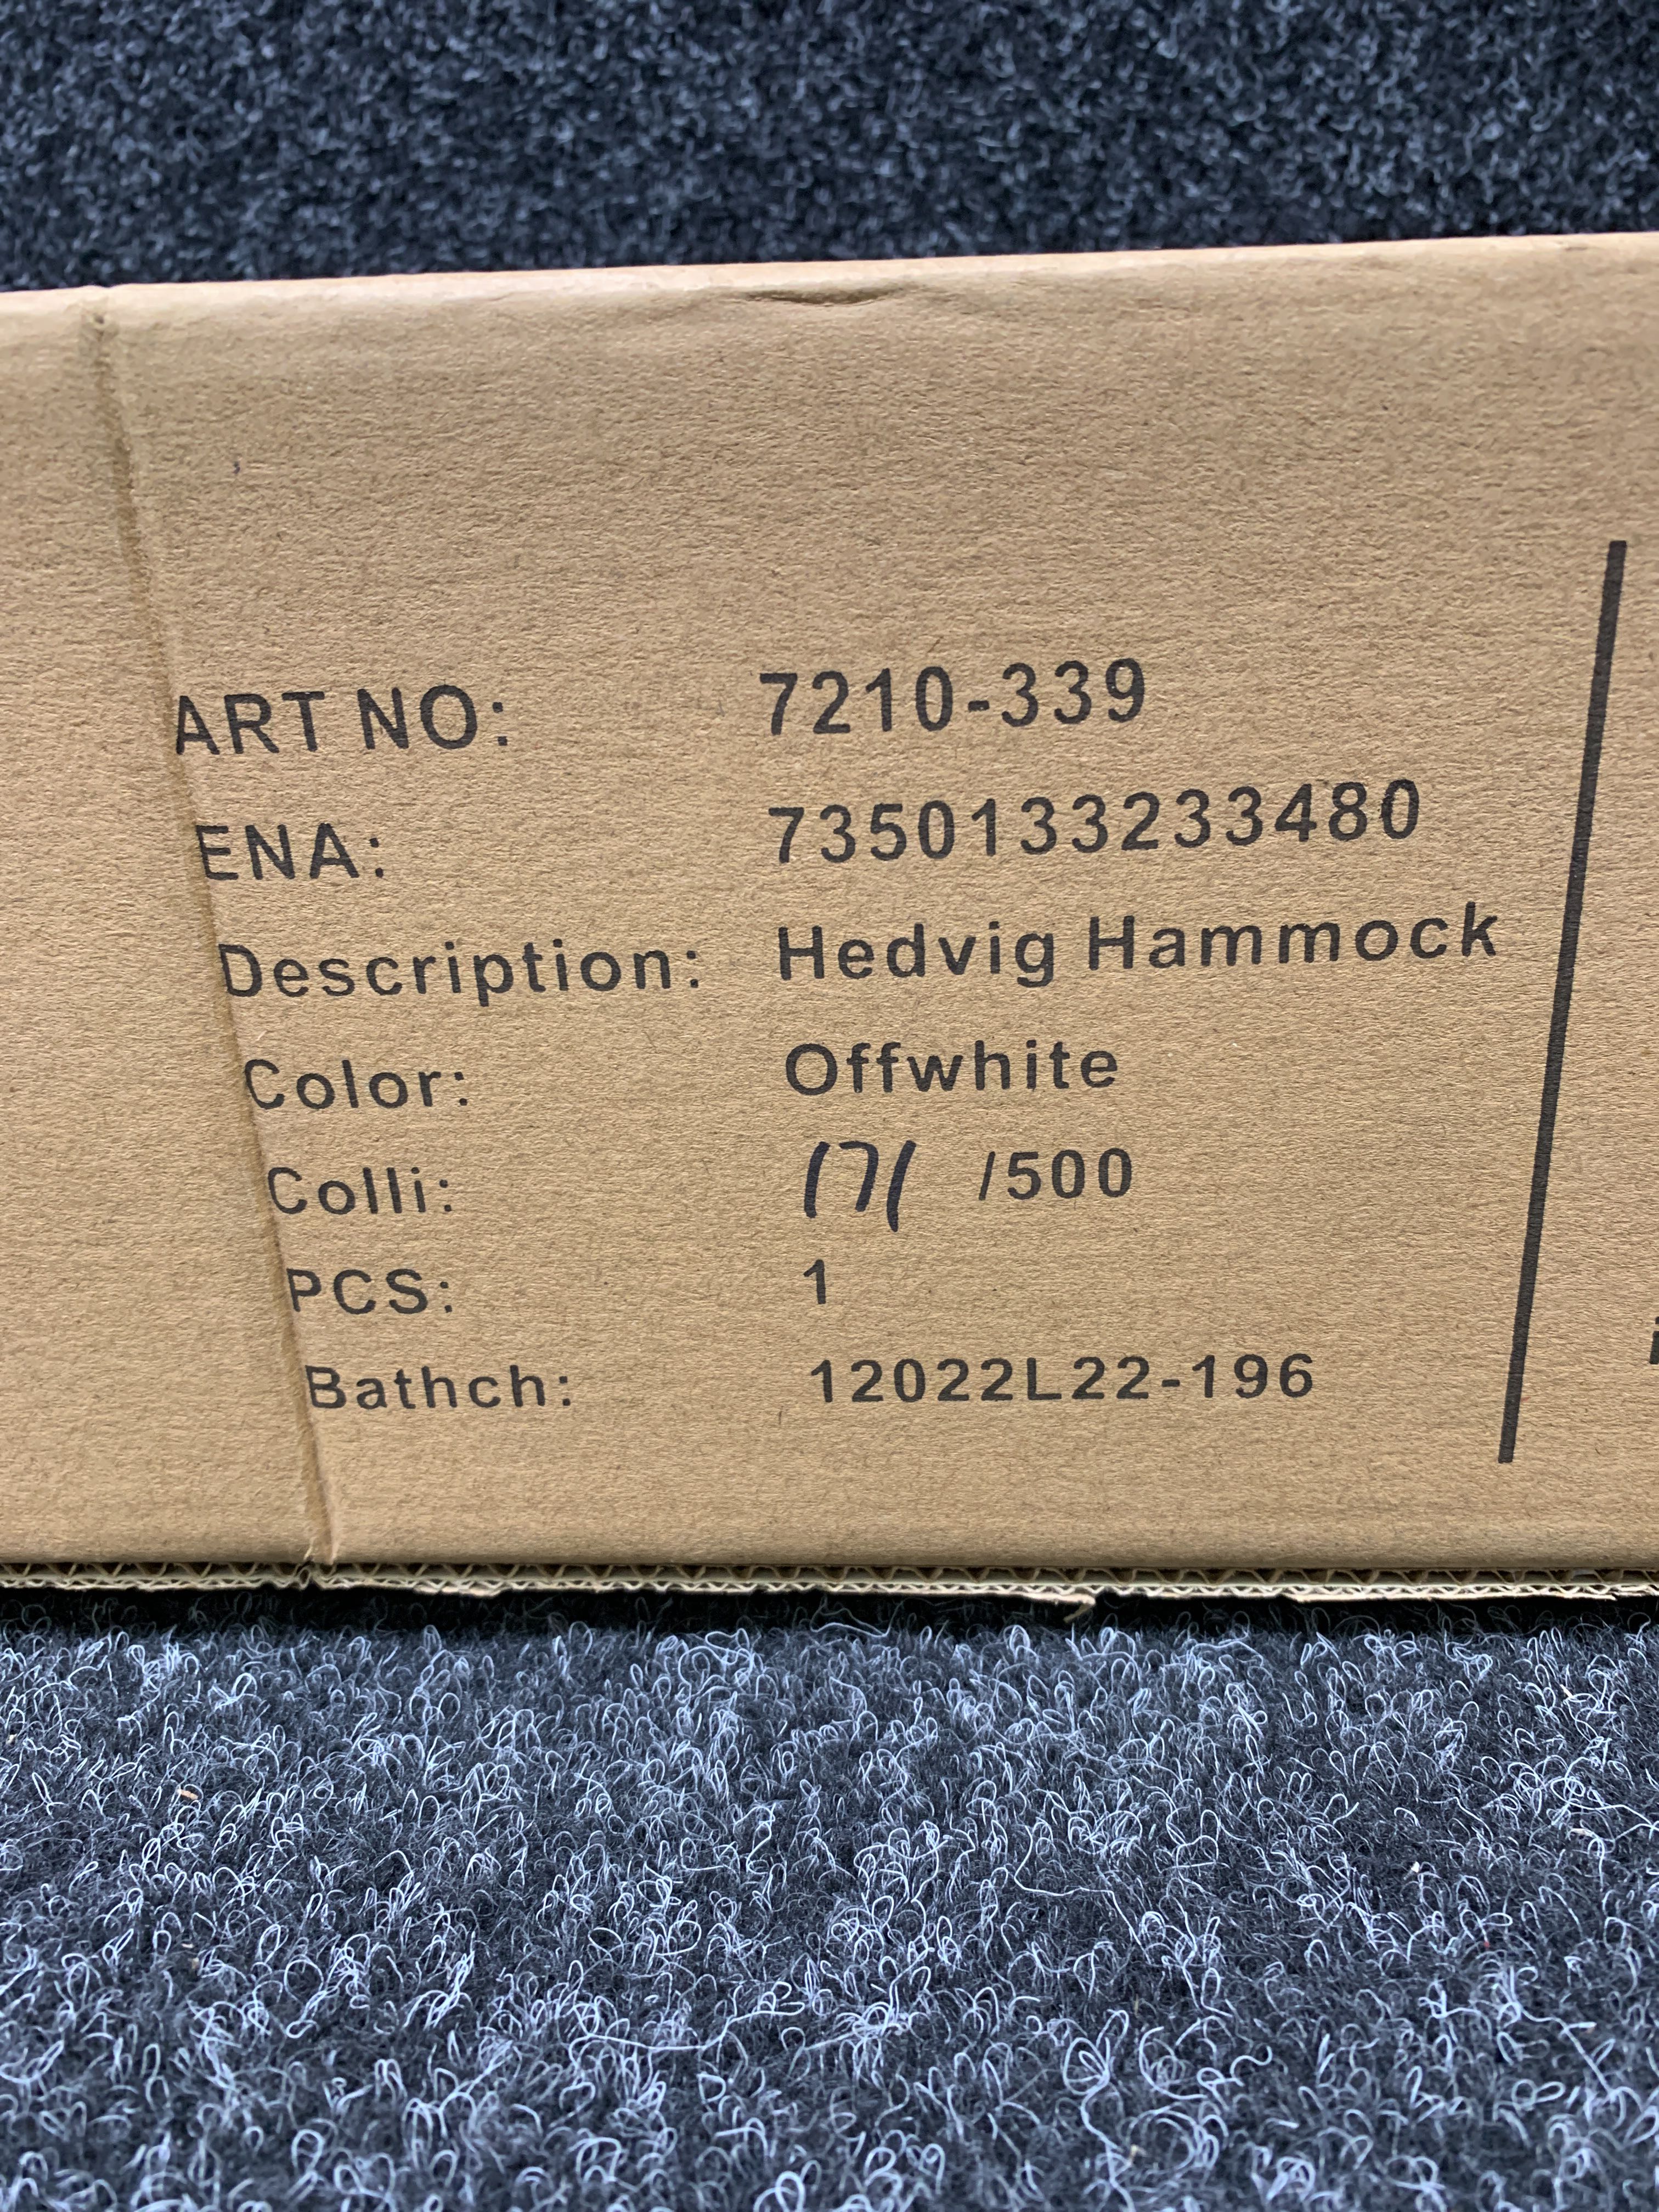 ART NO: 7210-339
ENA: 7350133233480
Description: Hedvig Hammock
Color: Offwhite
Colli: 171 /500
PCS: 1
Bathch: 12022L22-196